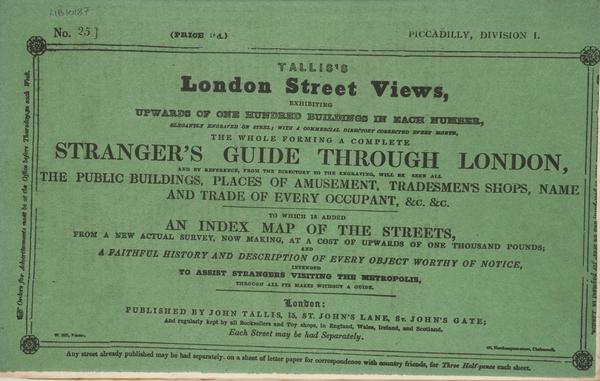 LIB10187
No. 25]
(PRICE 1½d.)
PICCADILLY, DIVISION I.
TALLIS'S
London Street Views,
EXHIBITING
UPWARDS OF ONE HUNDRED BUILDINGS IN EACH NUMBER,
ELEGANTLY ENGRAVED ON STEEL; WITH A COMMERCIAL DIRECTORY CORRECTED EVERY MONTH,
THE WHOLE FORMING A COMPLETE
STRANGER'S GUIDE THROUGH LONDON,
AND BY REFERENCE, FROM THE DIRECTORY TO THE ENGRAVING, WILL BE SEEN ALL
THE PUBLIC BUILDINGS, PLACES OF AMUSEMENT, TRADESMEN'S SHOPS, NAME
AND TRADE OF EVERY OCCUPANT, &c. &c.
TO WHICH IS ADDED
AN INDEX MAP OF THE STREETS,
FROM A NEW ACTUAL SURVEY, NOW MAKING, AT A COST OF UPWARDS OF ONE THOUSAND POUNDS;
AND
A FAITHFUL HISTORY AND DESCRIPTION OF EVERY OBJECT WORTHY OF NOTICE,
INTENDED
TO ASSIST STRANGERS VISITING THE METROPOLIS,
THROUGH ALL ITS MAZES WITHOUT A GUIDE.
London:
PUBLISHED BY JOHN TALLIS, 15, ST. JOHN'S LANE, ST. JOHN'S GATE;
And regularly kept by all Booksellers and Toy shops, in England, Wales, Ireland, and Scotland.
Each Street may be had Separately.
Any street already published may be had separately, on a sheet of letter paper for correspondence with country friends, for Three Half-pence each sheet.
Orders for Advertisements must be at the Office before Thursday, in each Week.